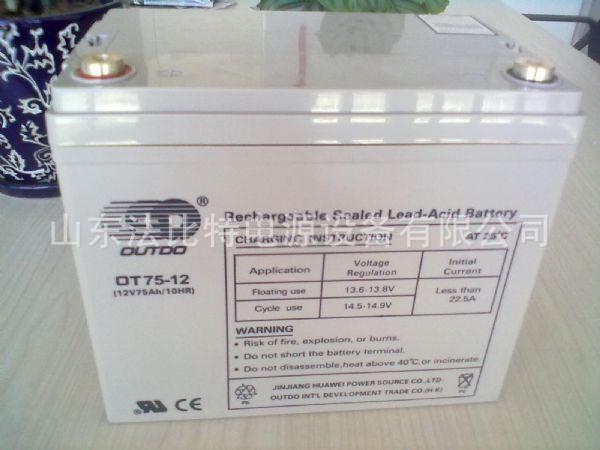 ®
OUTDO
OT75-12
(12V75Ah/10HR)
Rechargeable Sealed Lead-Acid Battery
山东法比特电源设备有限公司
CHARGING INSTRUCTION AT 25°C
Application Voltage Regulation Initial Current
Floating use 13.6-13.8V Less than 22.5A
Cycle use 14.5-14.9V
WARNING
• Risk of fire, explosion, or burns.
• Do not short the battery terminal.
• Do not disassemble,heat above 40°C, or incinerate.
JINJIANG HUAWEI POWER SOURCE CO.,LTD
OUTDO INT'L DEVELOPMENT TRADE CO.(H.K)
Pb
Pb
CE